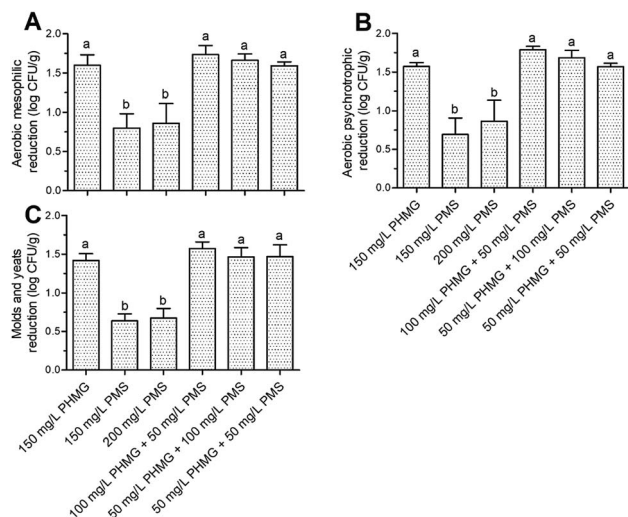 A
Aerobic mesophilic
reduction (log CFU/g)
2.0
1.5
1.0
0.5
0.0
a
b
b
a
a
a
B
Aerobic psychrotrophic
reduction (log CFU/g)
2.0
1.5
1.0
0.5
0.0
a
b
b
a
a
a
150 mg/L PHMG
150 mg/L PMS
200 mg/L PMS
100 mg/L PHMG + 50 mg/L PMS
50 mg/L PHMG + 100 mg/L PMS
50 mg/L PHMG + 50 mg/L PMS
C
Molds and yeats
reduction (log CFU/g)
2.0
1.5
1.0
0.5
0.0
a
b
b
a
a
a
150 mg/L PHMG
150 mg/L PMS
200 mg/L PMS
100 mg/L PHMG + 50 mg/L PMS
50 mg/L PHMG + 100 mg/L PMS
50 mg/L PHMG + 50 mg/L PMS